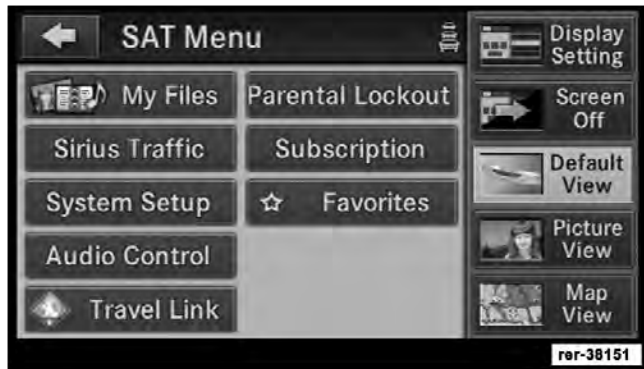 SAT Menu
My Files
Parental Lockout
Sirius Traffic
Subscription
System Setup
Favorites
Audio Control
Travel Link
Display
Setting
Screen
Off
Default
View
Picture
View
Map
View
rer-38151